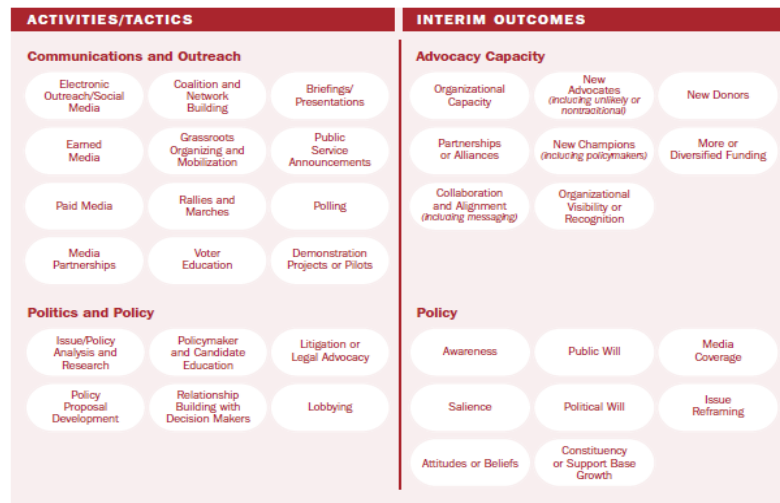 ACTIVITIES/TACTICS
Communications and Outreach
Electronic
Outreach/Social
Media
Coalition and
Network
Building
Briefings/
Presentations
Earned
Media
Grassroots
Organizing and
Mobilization
Public
Service
Announcements
Paid Media
Rallies and
Marches
Polling
Media
Partnerships
Voter
Education
Demonstration
Projects or Pilots
Politics and Policy
Issue/Policy
Analysis and
Research
Policymaker
and Candidate
Education
Litigation or
Legal Advocacy
Policy
Proposal
Development
Relationship
Building with
Decision Makers
Lobbying
INTERIM OUTCOMES
Advocacy Capacity
Organizational
Capacity
New
Advocates
(including unlikely or
nontraditional)
New Donors
Partnerships
or Alliances
New Champions
(including policymakers)
More or
Diversified Funding
Collaboration
and Alignment
(including messaging)
Organizational
Visibility or
Recognition
Policy
Awareness
Public Will
Media
Coverage
Salience
Political Will
Issue
Reframing
Attitudes or Beliefs
Constituency
or Support Base
Growth